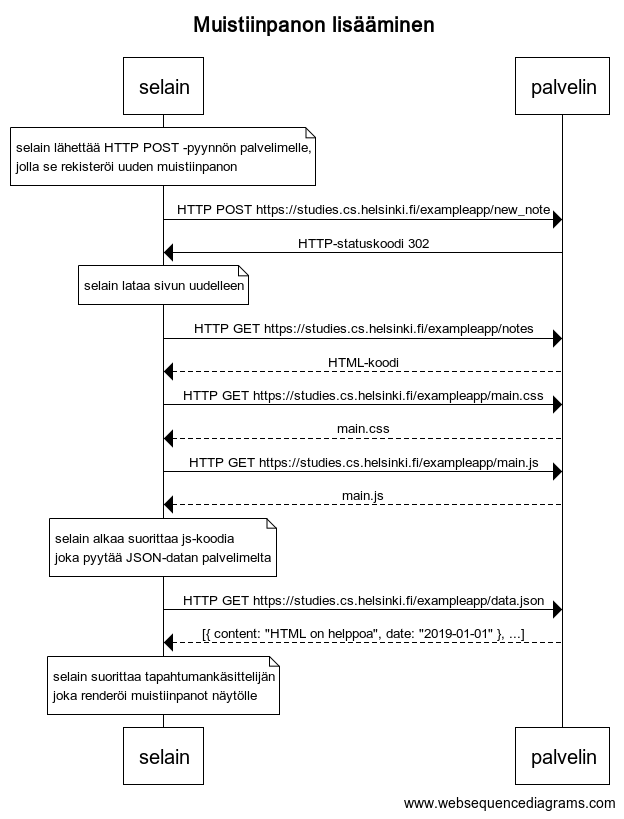 Muistiinpanon lisääminen
selain
palvelin
selain lähettää HTTP POST -pyynnön palvelimelle,
jolla se rekisteröi uuden muistiinpanon
HTTP POST https://studies.cs.helsinki.fi/exampleapp/new_note
HTTP-statuskoodi 302
selain lataa sivun uudelleen
HTTP GET https://studies.cs.helsinki.fi/exampleapp/notes
HTML-koodi
HTTP GET https://studies.cs.helsinki.fi/exampleapp/main.css
main.css
HTTP GET https://studies.cs.helsinki.fi/exampleapp/main.js
main.js
selain alkaa suorittaa js-koodia
joka pyytää JSON-datan palvelimelta
HTTP GET https://studies.cs.helsinki.fi/exampleapp/data.json
[{ content: "HTML on helppoa", date: "2019-01-01" }, ...]
selain suorittaa tapahtumankäsittelijän
joka renderöi muistiinpanot näytölle
selain
palvelin
www.websequencediagrams.com